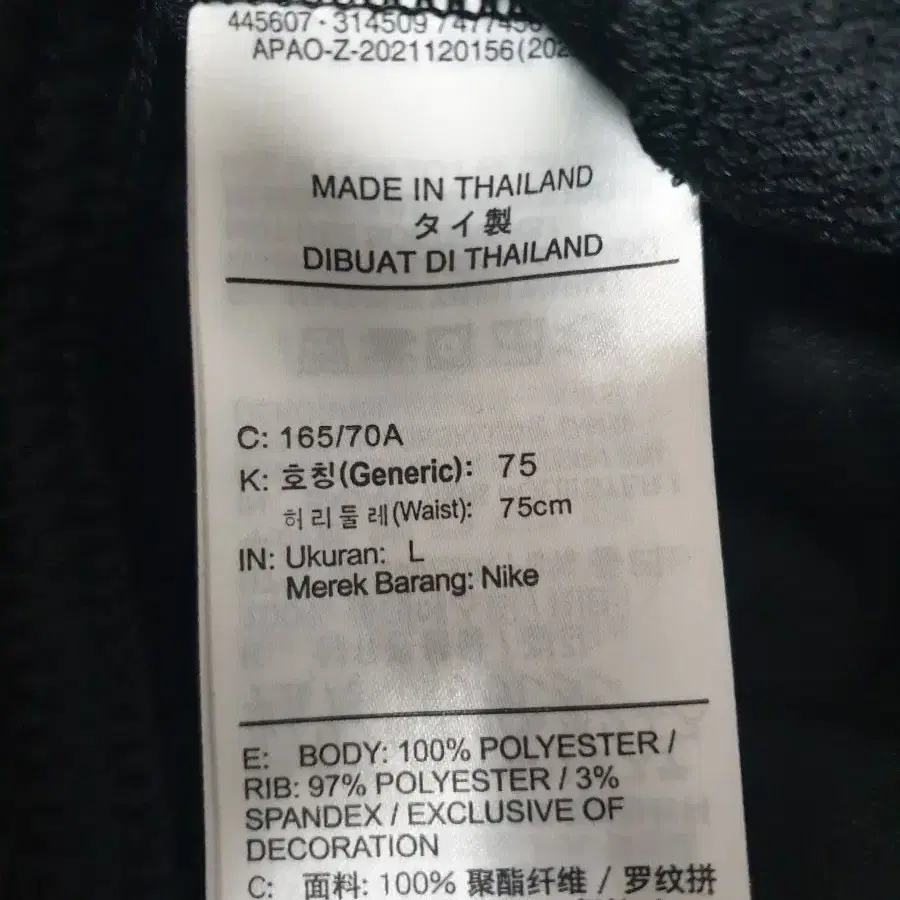 445607 · 314509 /
APAO-Z-2021120156(202
MADE IN THAILAND
タイ製
DIBUAT DI THAILAND
C: 165/70A
K: 호칭(Generic): 75
허리둘레(Waist): 75cm
IN: Ukuran: L
Merek Barang: Nike
E: BODY: 100% POLYESTER /
RIB: 97% POLYESTER / 3%
SPANDEX / EXCLUSIVE OF
DECORATION
C: 面料: 100% 聚酯纤维 / 罗纹拼